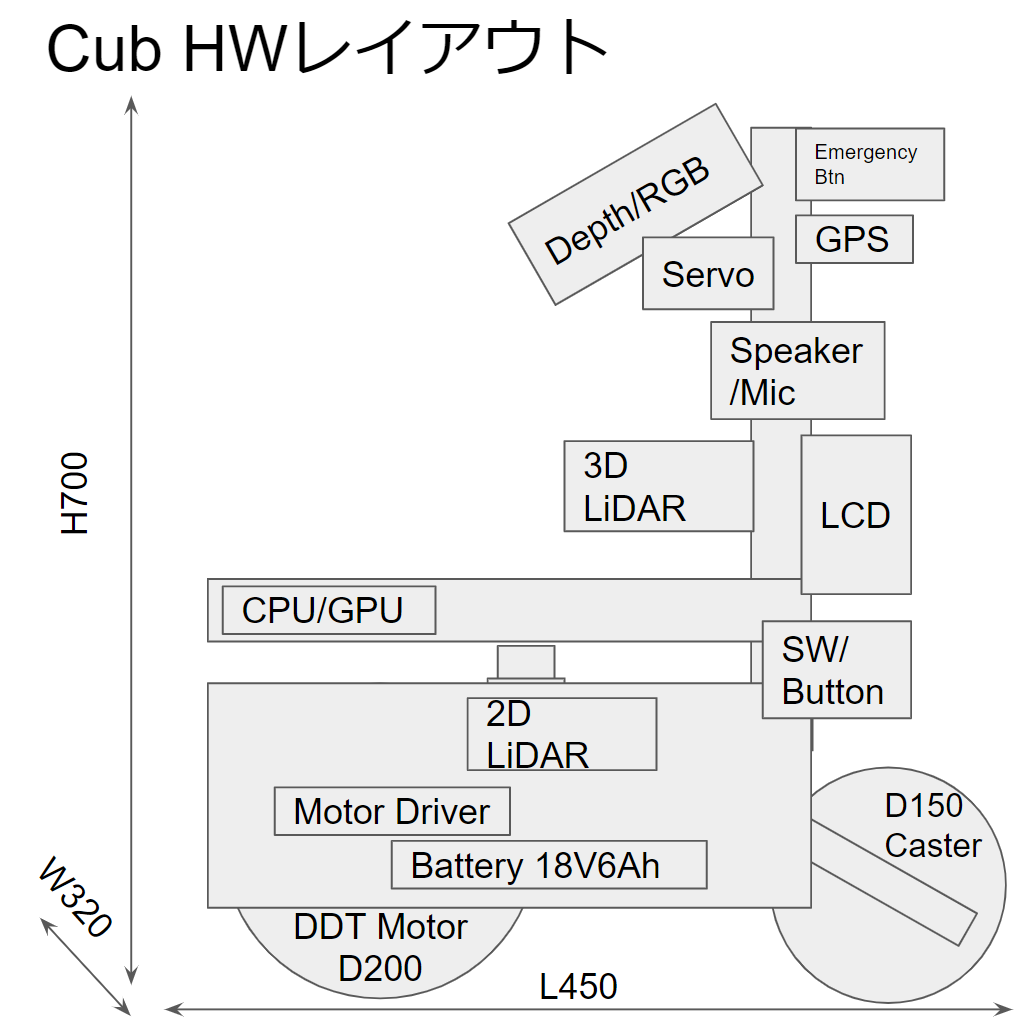 Cub HWレイアウト
Emergency
Btn
Depth/RGB
GPS
Servo
Speaker
/Mic
3D
LiDAR
LCD
H700
CPU/GPU
SW/
Button
2D
LiDAR
Motor Driver
D150
Caster
Battery 18V6Ah
W320
DDT Motor
D200
L450